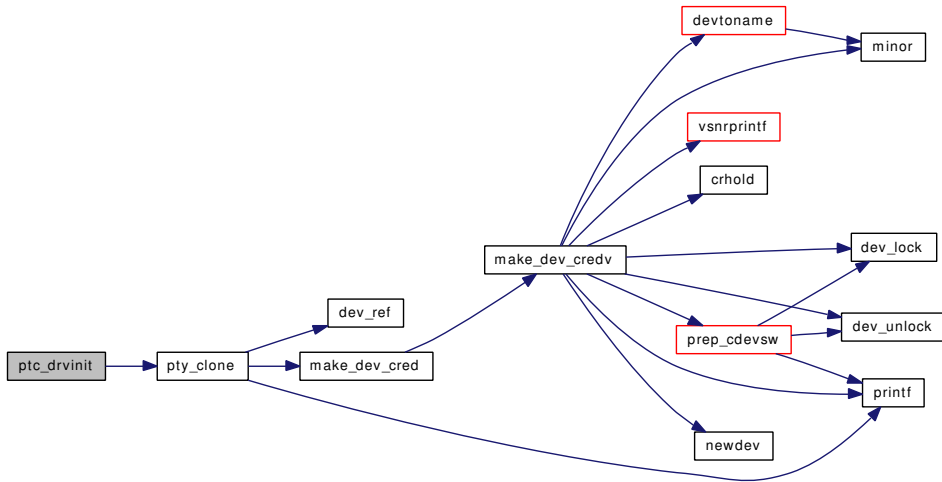 devtoname
minor
vsnrprintf
crhold
dev_lock
make_dev_credv
dev_ref
dev_unlock
prep_cdevsw
ptc_drvinit
pty_clone
make_dev_cred
printf
newdev